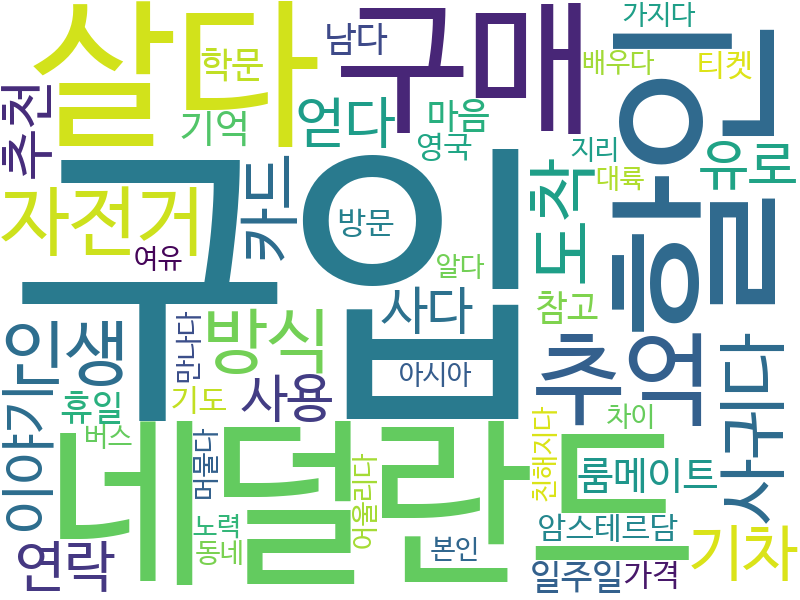 살다
구매
할인
가지다
남다
학문
배우다
티켓
추천
기억
얻다
마음
영국
지리
유로
대륙
구입
자전거
카드
방문
도착
여유
알다
사다
참고
인생
방식
만나다
아시아
추억
사귀다
이야기
휴일
기도
사용
차이
친해지다
버스
네덜란드
머물다
어울리다
룸메이트
노력
암스테르담
동네
본인
연락
일주일
가격
기차